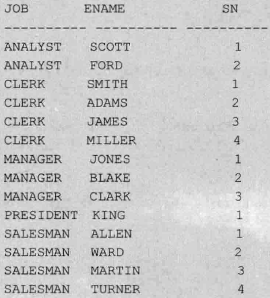 JOB ENAME SN
--------- ---------- ----------
ANALYST SCOTT 1
ANALYST FORD 2
CLERK SMITH 1
CLERK ADAMS 2
CLERK JAMES 3
CLERK MILLER 4
MANAGER JONES 1
MANAGER BLAKE 2
MANAGER CLARK 3
PRESIDENT KING 1
SALESMAN ALLEN 1
SALESMAN WARD 2
SALESMAN MARTIN 3
SALESMAN TURNER 4